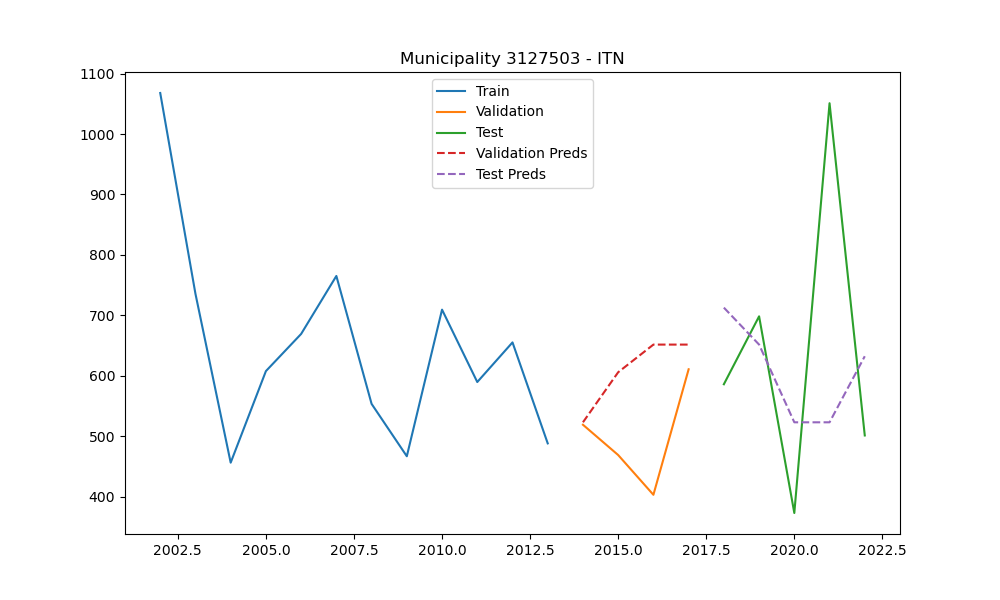 Municipality 3127503 - ITN
Train
Validation
Test
Validation Preds
Test Preds
1100
1000
900
800
700
600
500
400
2002.5 2005.0 2007.5 2010.0 2012.5 2015.0 2017.5 2020.0 2022.5